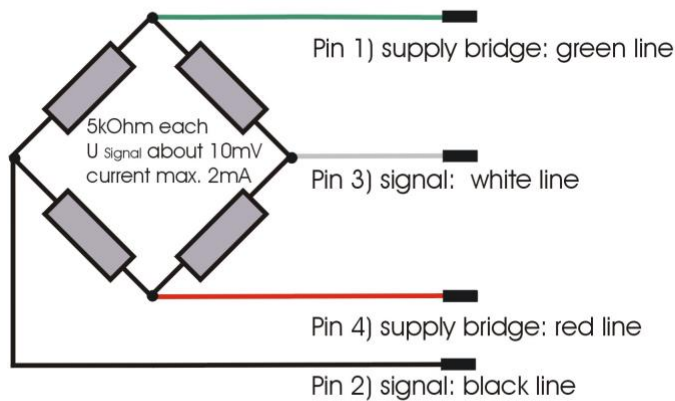 Pin 1) supply bridge: green line
5kOhm each
U Signal about 10mV
current max. 2mA
Pin 3) signal: white line
Pin 4) supply bridge: red line
Pin 2) signal: black line